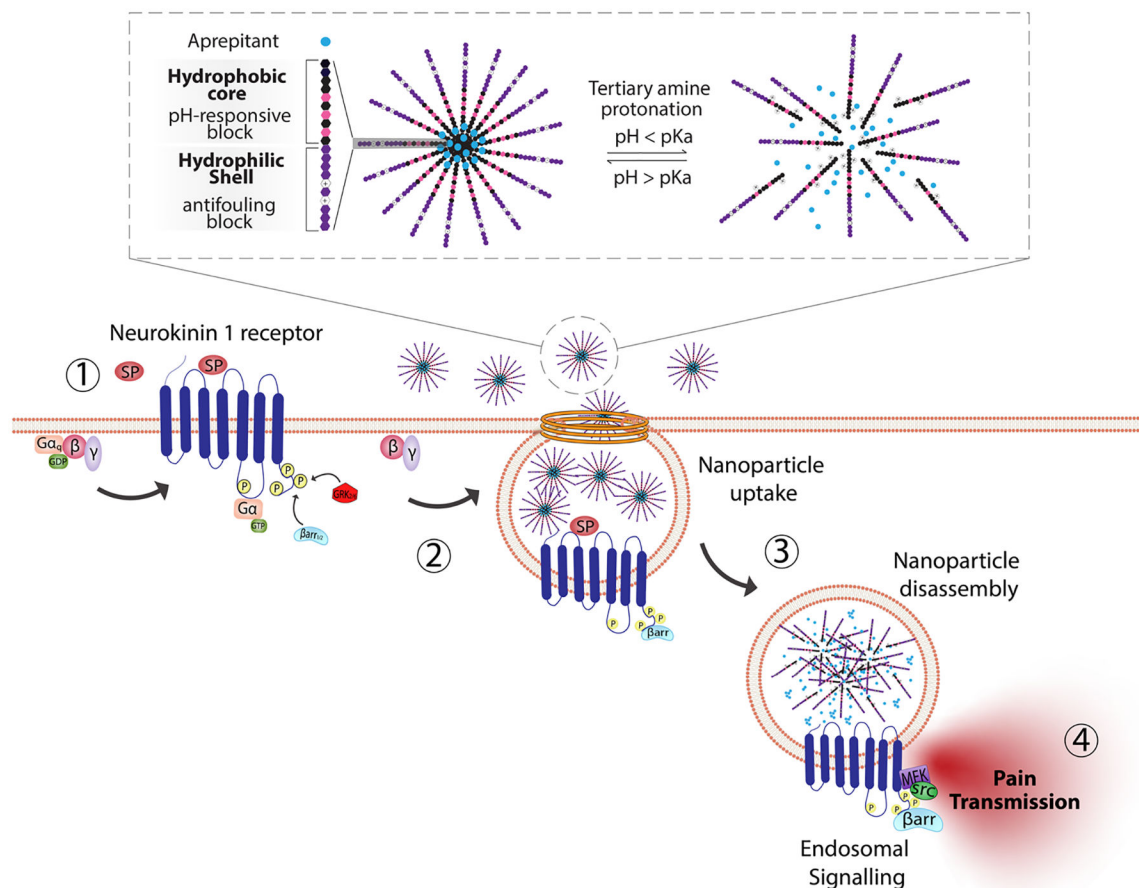 Aprepitant
Hydrophobic
core
pH-responsive
block
Hydrophilic
Shell
antifouling
block
+
+
Tertiary amine
protonation
pH < pKa
pH > pKa
Neurokinin 1 receptor
1
SP
SP
Gαq
β
γ
GDP
P
P
P
P
Gα
GTP
βarr1/2
β
γ
2
SP
P
P
P
βarr
Nanoparticle
uptake
3
Nanoparticle
disassembly
4
Pain
Transmission
MEK
src
P
P
P
βarr
Endosomal
Signalling